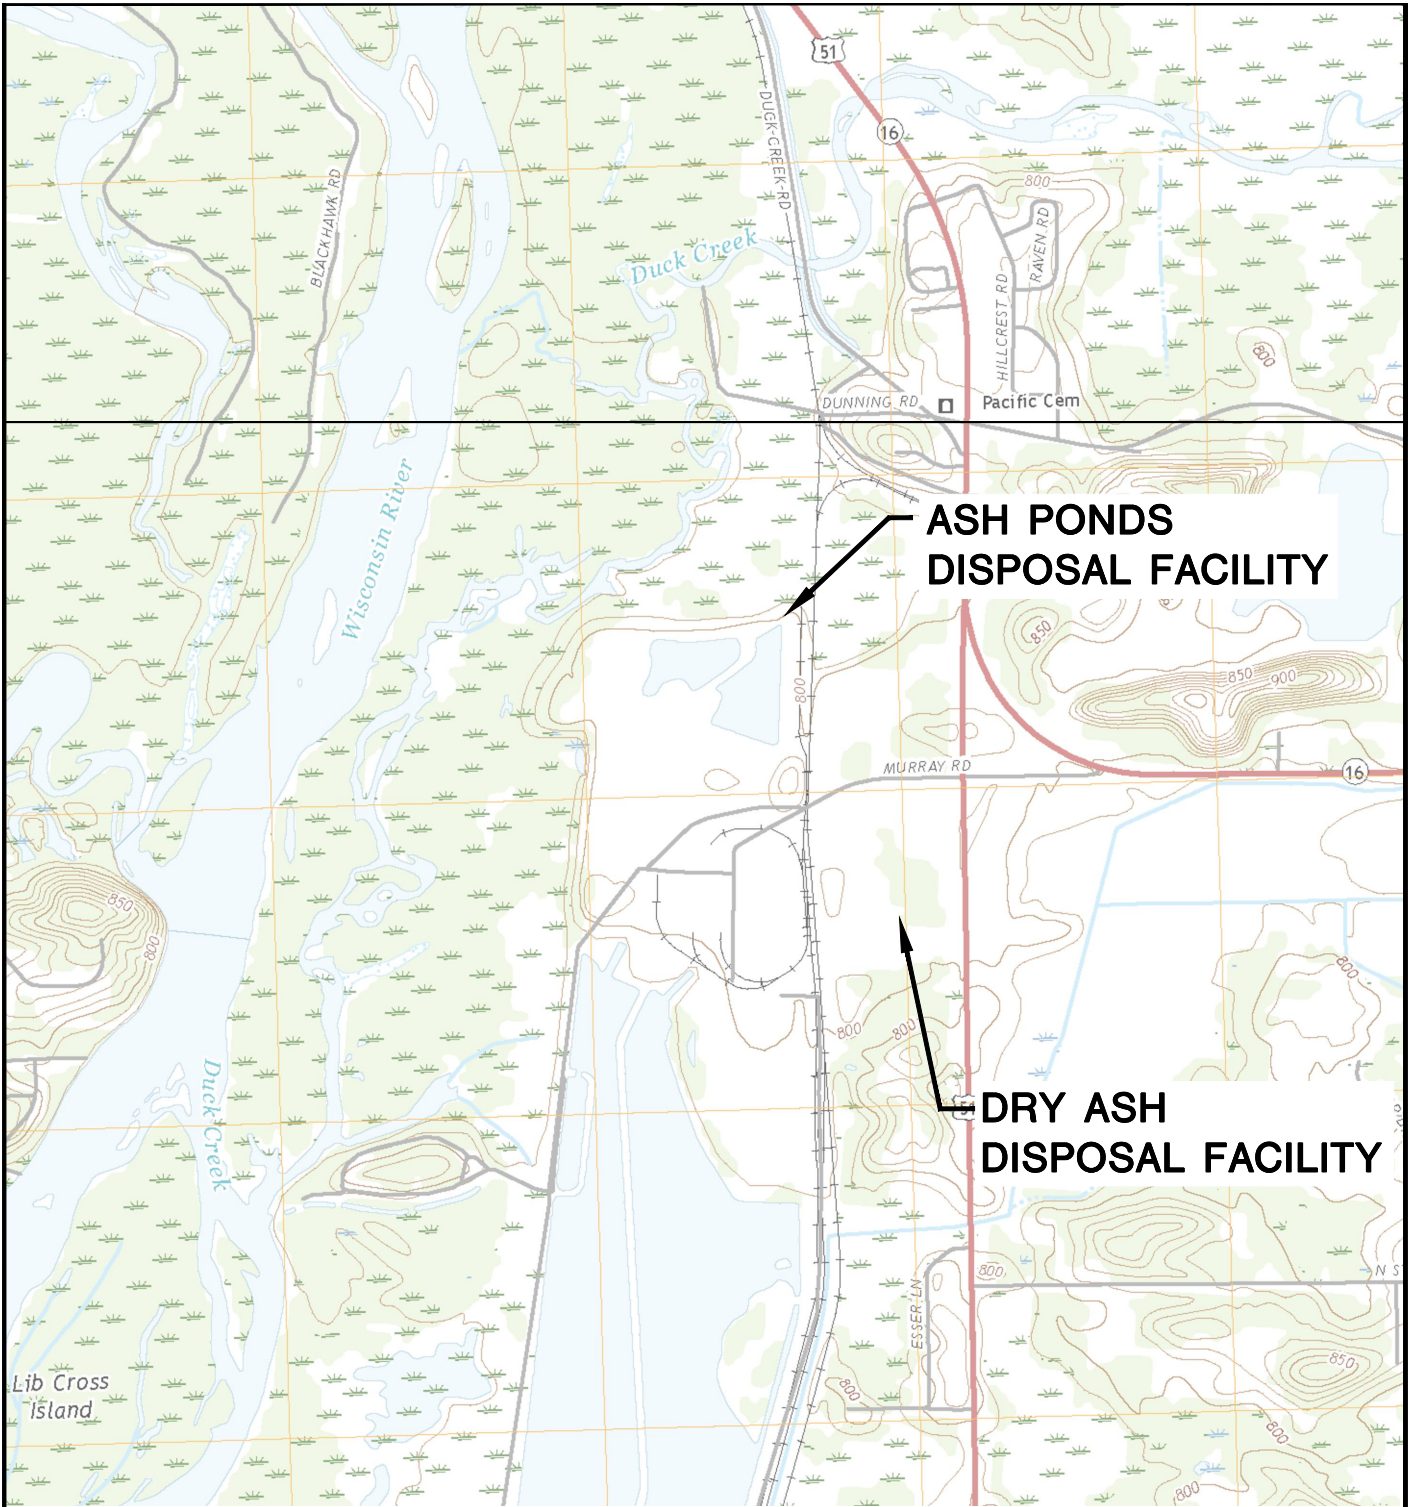 51
16
DUCK-CREEK-RD
BLACKHAWK RD
800
RAVEN RD
Duck Creek
HILLCREST RD
800
DUNNING RD
Pacific Cem
Wisconsin River
ASH PONDS
DISPOSAL FACILITY
850
850
900
800
MURRAY RD
16
850
800
800
800
800
Duck Creek
DRY ASH
DISPOSAL FACILITY
800
N S
ESSER LN
850
Lib Cross
Island
800
800
800